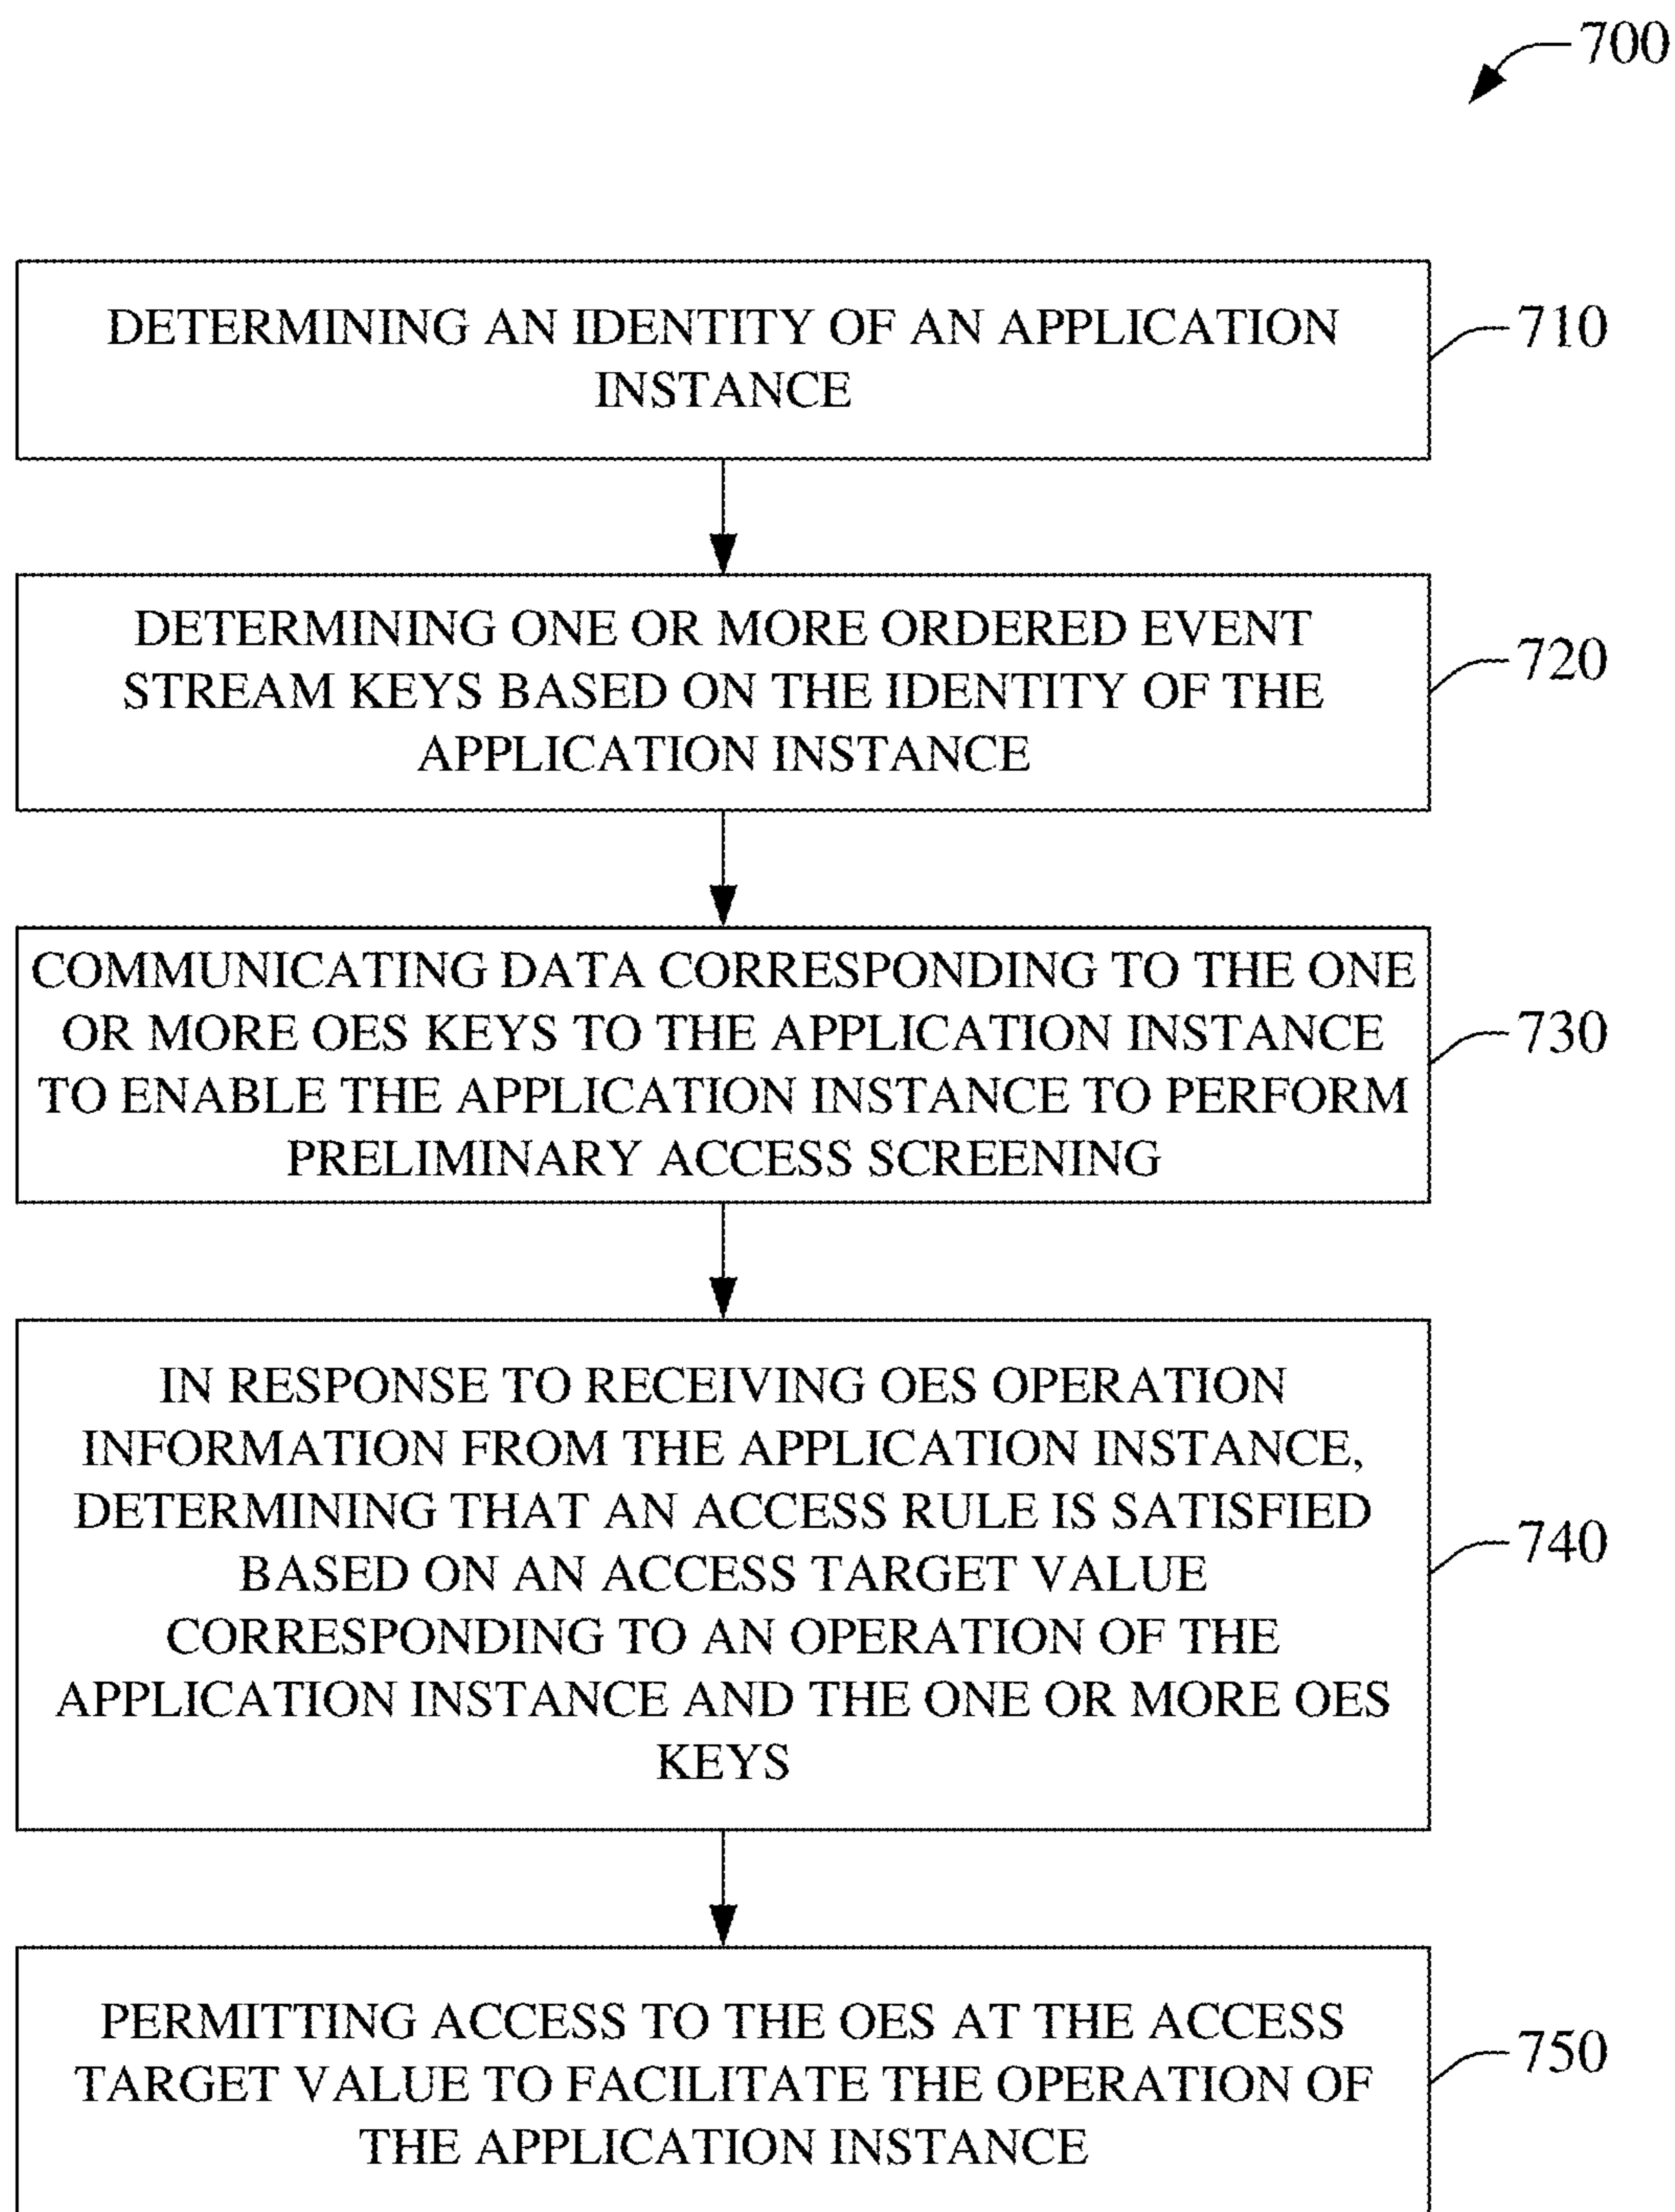 700
DETERMINING AN IDENTITY OF AN APPLICATION
INSTANCE
710
DETERMINING ONE OR MORE ORDERED EVENT
STREAM KEYS BASED ON THE IDENTITY OF THE
APPLICATION INSTANCE
720
COMMUNICATING DATA CORRESPONDING TO THE ONE
OR MORE OES KEYS TO THE APPLICATION INSTANCE
TO ENABLE THE APPLICATION INSTANCE TO PERFORM
PRELIMINARY ACCESS SCREENING
730
IN RESPONSE TO RECEIVING OES OPERATION
INFORMATION FROM THE APPLICATION INSTANCE,
DETERMINING THAT AN ACCESS RULE IS SATISFIED
BASED ON AN ACCESS TARGET VALUE
CORRESPONDING TO AN OPERATION OF THE
APPLICATION INSTANCE AND THE ONE OR MORE OES
KEYS
740
PERMITTING ACCESS TO THE OES AT THE ACCESS
TARGET VALUE TO FACILITATE THE OPERATION OF
THE APPLICATION INSTANCE
750